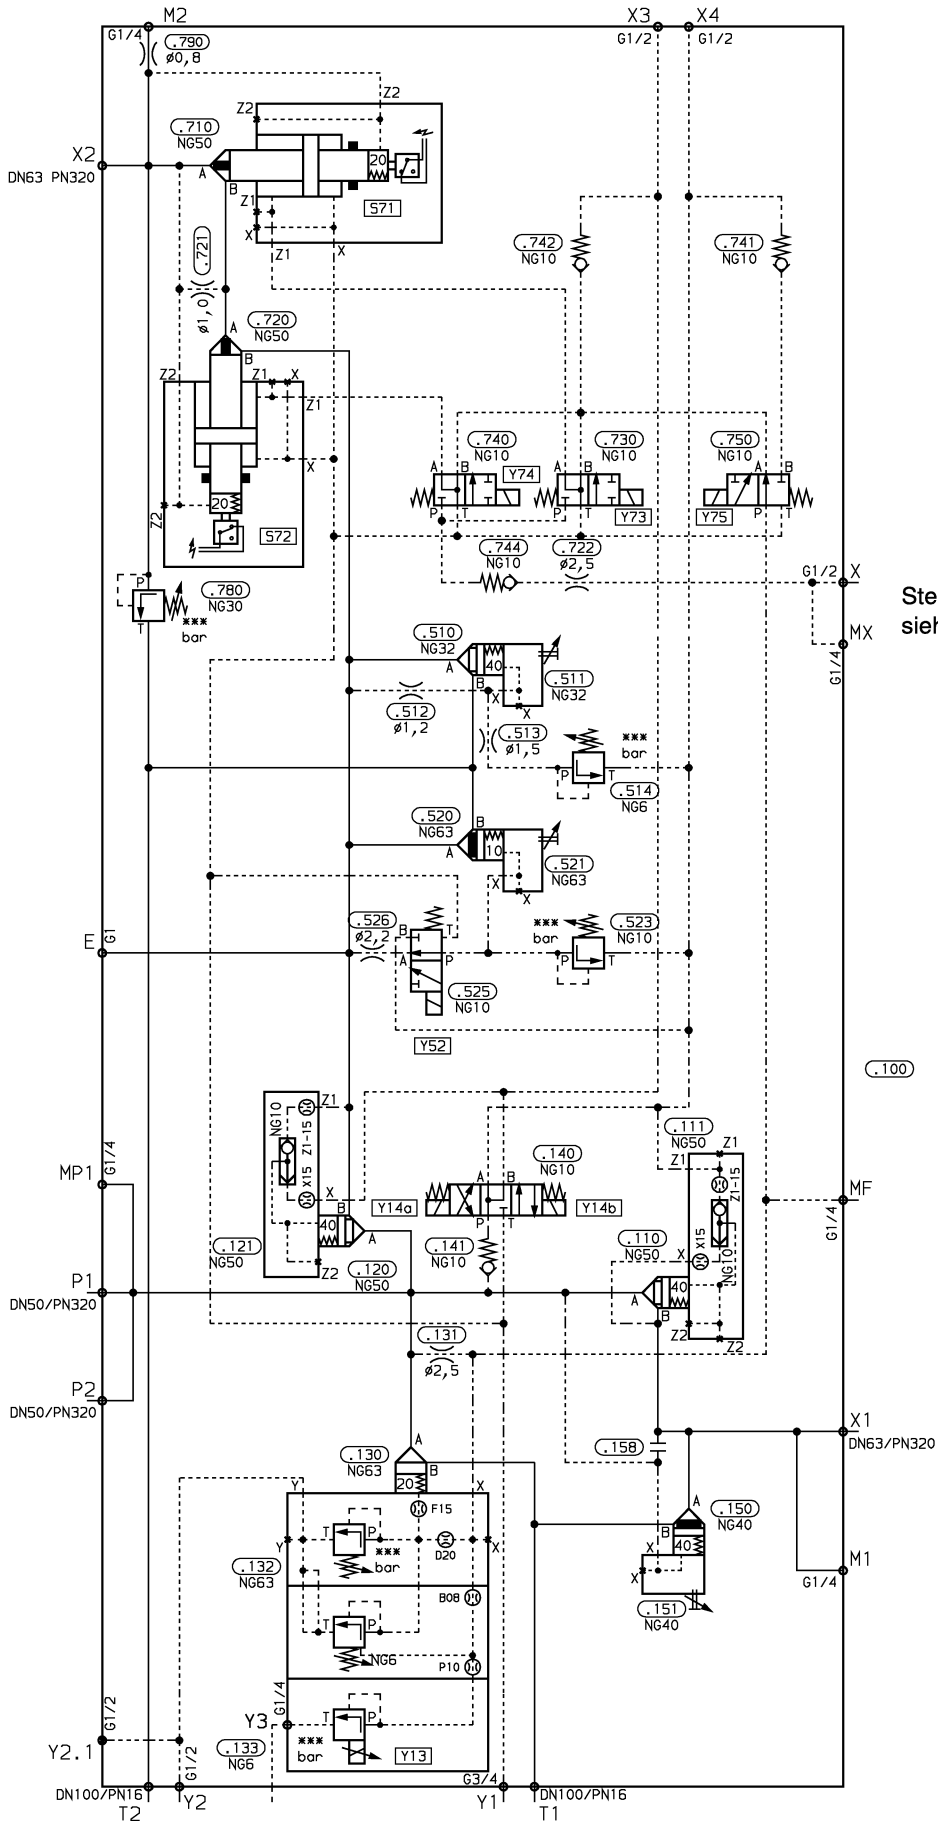 M2
X3 X4
G1/4
G1/2 G1/2
.790
ø0,8
Z2
Z2
.710
NG50
X2
DN63 PN320
A
B
20
Z1
X
S71
Z1
X
.742
NG10
.741
NG10
.721
ø1,0
.720
NG50
A
B
Z2
Z1 X
Z1
X
20
Z2
S72
.740
NG10
.730
NG10
.750
NG10
A B
P T
Y74
A B
P T
Y73
A B
P T
Y75
.744
NG10
.722
ø2,5
G1/2
X
MX
G1/4
Ste
sieh
P
T
.780
NG30
***
bar
.510
NG32
A
B
40
X
X
.511
NG32
.512
ø1,2
.513
ø1,5
***
bar
P T
.514
NG6
.520
NG63
B
A
10
X
X
.521
NG63
.526
ø2,2
B T
A P
***
bar
.523
NG10
P T
E
G1
.525
NG10
Y52
.100
NG10
Z1
Z1-15
X15
X
B
40
A
Z2
.121
NG50
.120
NG50
MP1
G1/4
P1
DN50/PN320
P2
DN50/PN320
.140
NG10
Y14a
A B
P T
Y14b
.141
NG10
.111
NG50
Z1
Z1
Z1-15
X15
NG10
X
.110
NG50
A
B
40
Z2
Z2
MF
G1/4
.131
ø2,5
X1
DN63/PN320
.158
.130
NG63
A
B
20
Y
X
F15
Y
T P
X
***
bar
D20
.132
NG63
B08
T P
NG6
P10
G1/4
Y3
T P
***
bar
Y13
.133
NG6
A
B
40
.150
NG40
X
X
.151
NG40
M1
G1/4
G1/2
Y2.1
G1/2
G3/4
DN100/PN16
T2 Y2
Y1
DN100/PN16
T1